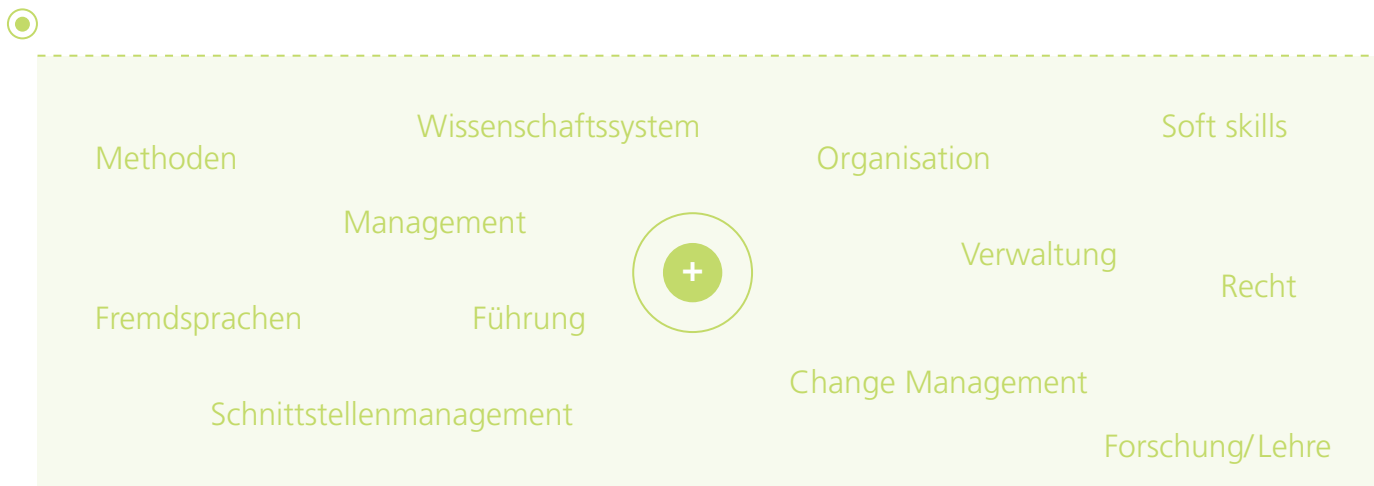 Wissenschaftssystem
Soft skills
Methoden
Organisation
Management
+
Verwaltung
Recht
Fremdsprachen
Führung
Change Management
Schnittstellenmanagement
Forschung/Lehre